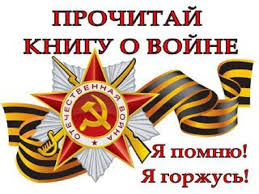 ПРОЧИТАЙ
КНИГУ О ВОЙНЕ
ОТЕЧЕСТВЕННАЯ ВОЙНА
Я помню!
Я горжусь!